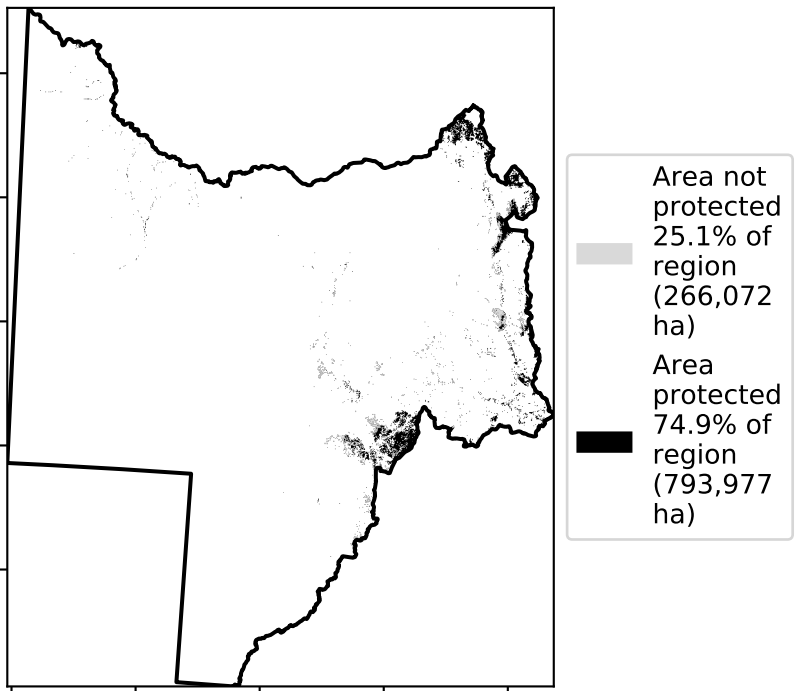 Area not
protected
25.1% of
region
(266,072
ha)
Area
protected
74.9% of
region
(793,977
ha)